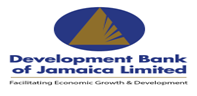 Development Bank
of Jamaica Limited
Facilitating Economic Growth & Development